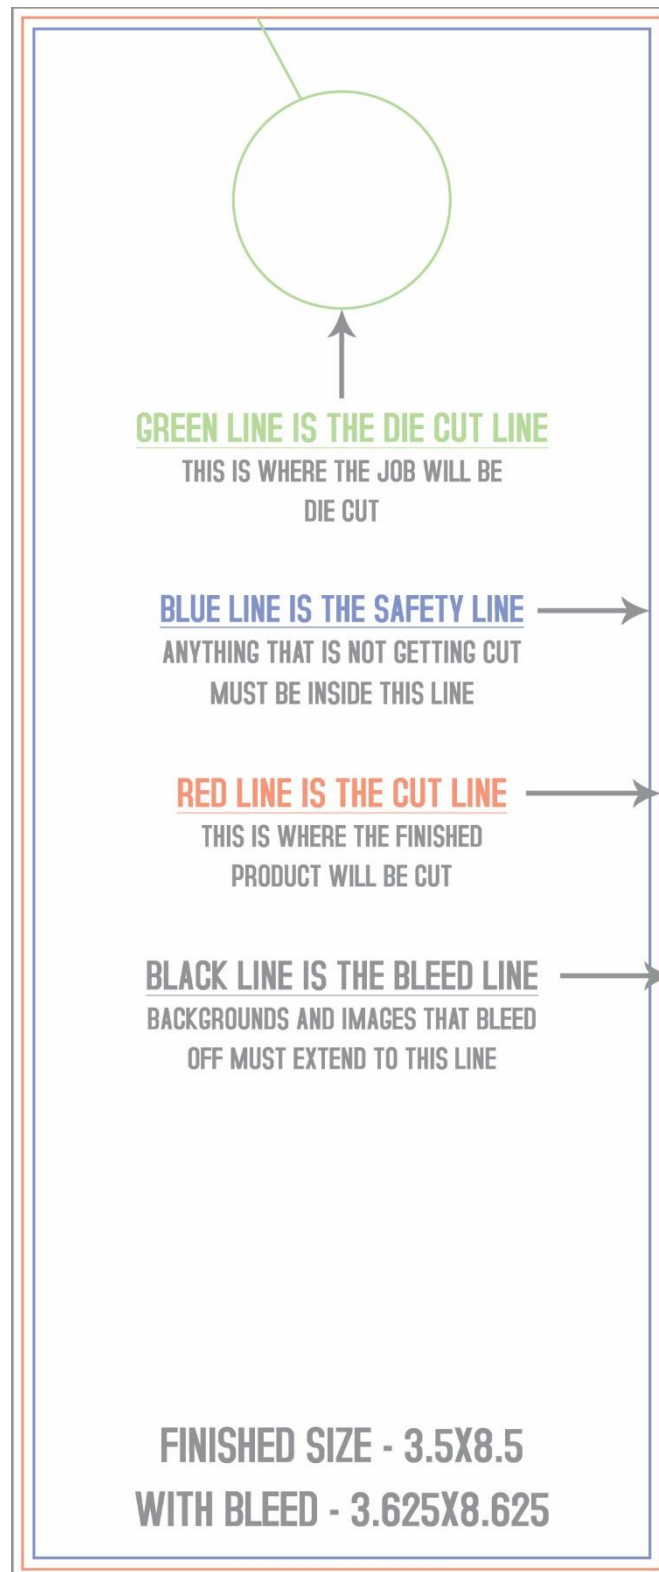 GREEN LINE IS THE DIE CUT LINE
THIS IS WHERE THE JOB WILL BE
DIE CUT
BLUE LINE IS THE SAFETY LINE
ANYTHING THAT IS NOT GETTING CUT
MUST BE INSIDE THIS LINE
RED LINE IS THE CUT LINE
THIS IS WHERE THE FINISHED
PRODUCT WILL BE CUT
BLACK LINE IS THE BLEED LINE
BACKGROUNDS AND IMAGES THAT BLEED
OFF MUST EXTEND TO THIS LINE
FINISHED SIZE - 3.5X8.5
WITH BLEED - 3.625X8.625